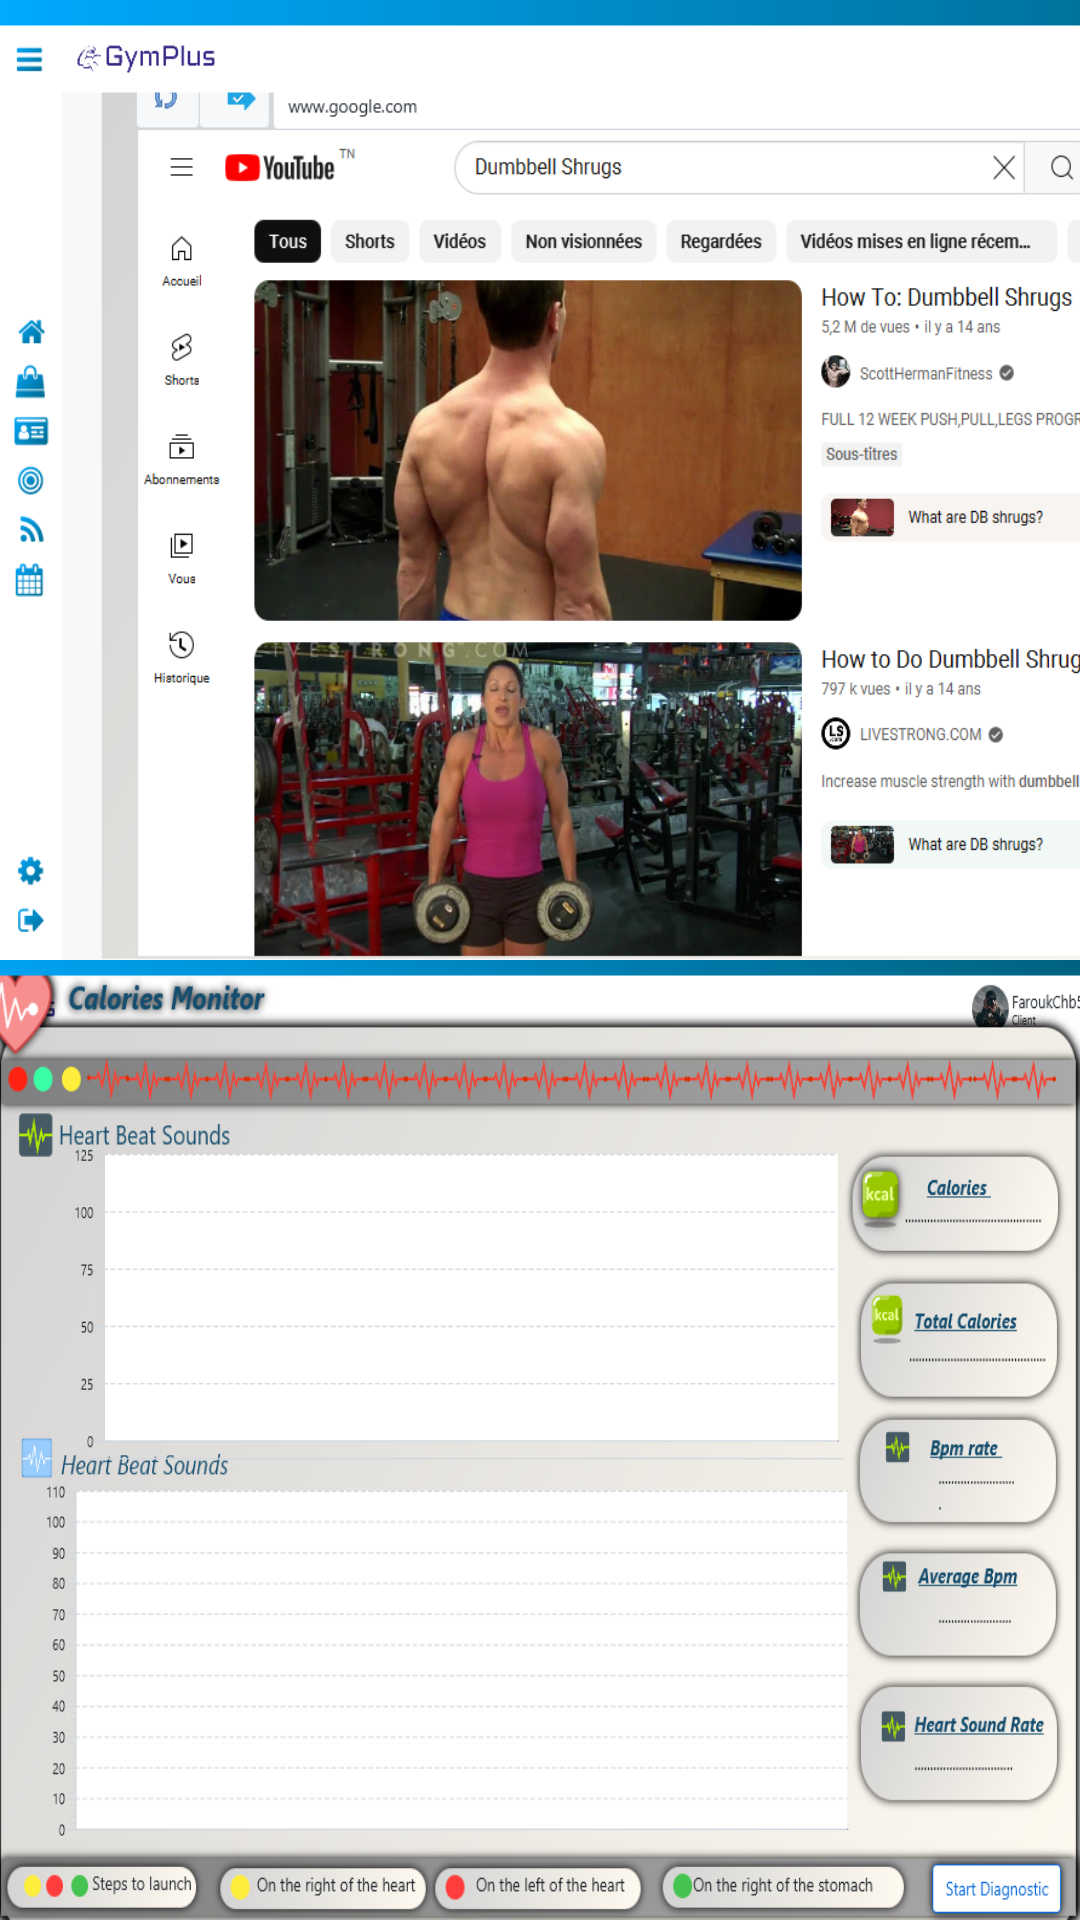 GymPlus
www.google.com
YouTube TN
Dumbbell Shrugs
Tous
Shorts
Vidéos
Non visionnées
Regardées
Vidéos mises en ligne récem...
Accueil
Shorts
Abonnements
Vous
Historique
How To: Dumbbell Shrugs
5,2 M de vues • il y a 14 ans
ScottHermanFitness
FULL 12 WEEK PUSH,PULL,LEGS PROGR
Sous-titres
What are DB shrugs?
LIVESTRONG.COM
How to Do Dumbbell Shrug
797 k vues • il y a 14 ans
LS
.com
LIVESTRONG.COM
Increase muscle strength with dumbbell
What are DB shrugs?
Calories Monitor
FaroukChb5
Client
Heart Beat Sounds
125
100
75
50
25
0
kcal
Calories
kcal
Total Calories
Bpm rate
Average Bpm
Heart Sound Rate
Heart Beat Sounds
110
100
90
80
70
60
50
40
30
20
10
0
Steps to launch
On the right of the heart
On the left of the heart
On the right of the stomach
Start Diagnostic